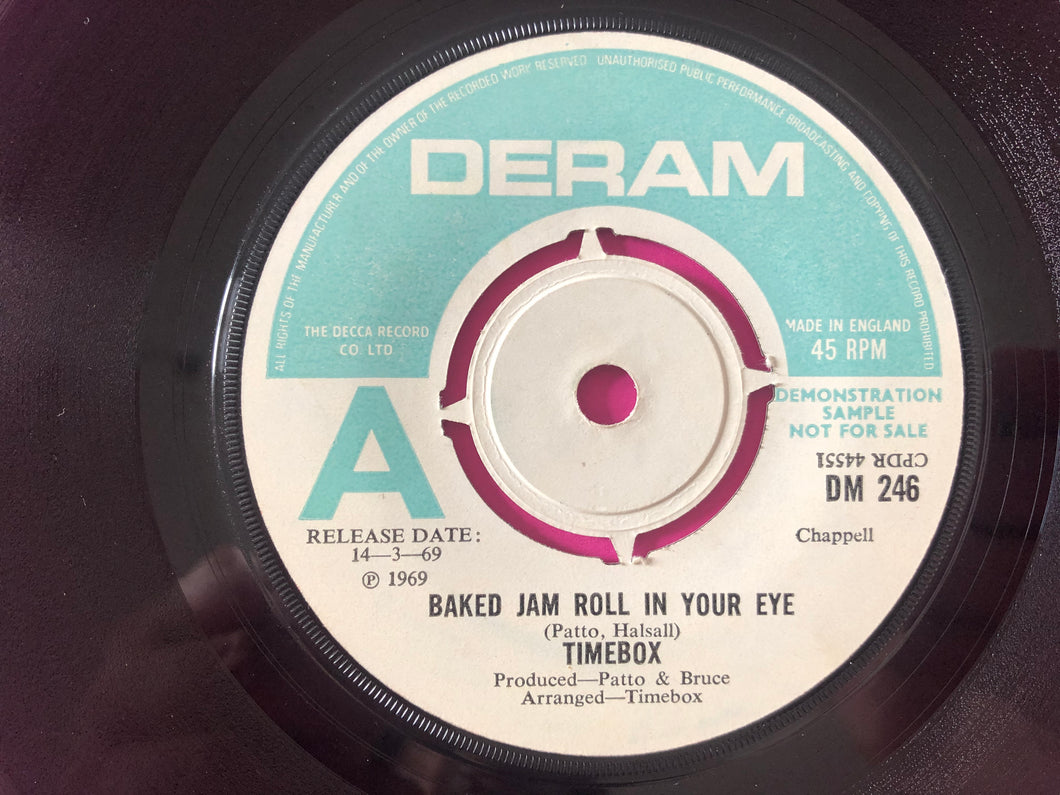 ALL RIGHTS OF THE MANUFACTURER AND OF THE OWNER OF THE RECORDED WORK RESERVED UNAUTHORISED PUBLIC PERFORMANCE BROADCASTING AND COPYING OF THIS RECORD PROHIBITED
DERAM
THE DECCA RECORD
CO. LTD
MADE IN ENGLAND
45 RPM
A
DEMONSTRATION
SAMPLE
NOT FOR SALE
CPDR 44551
DM 246
RELEASE DATE:
14—3—69
℗ 1969
Chappell
BAKED JAM ROLL IN YOUR EYE
(Patto, Halsall)
TIMEBOX
Produced—Patto & Bruce
Arranged—Timebox